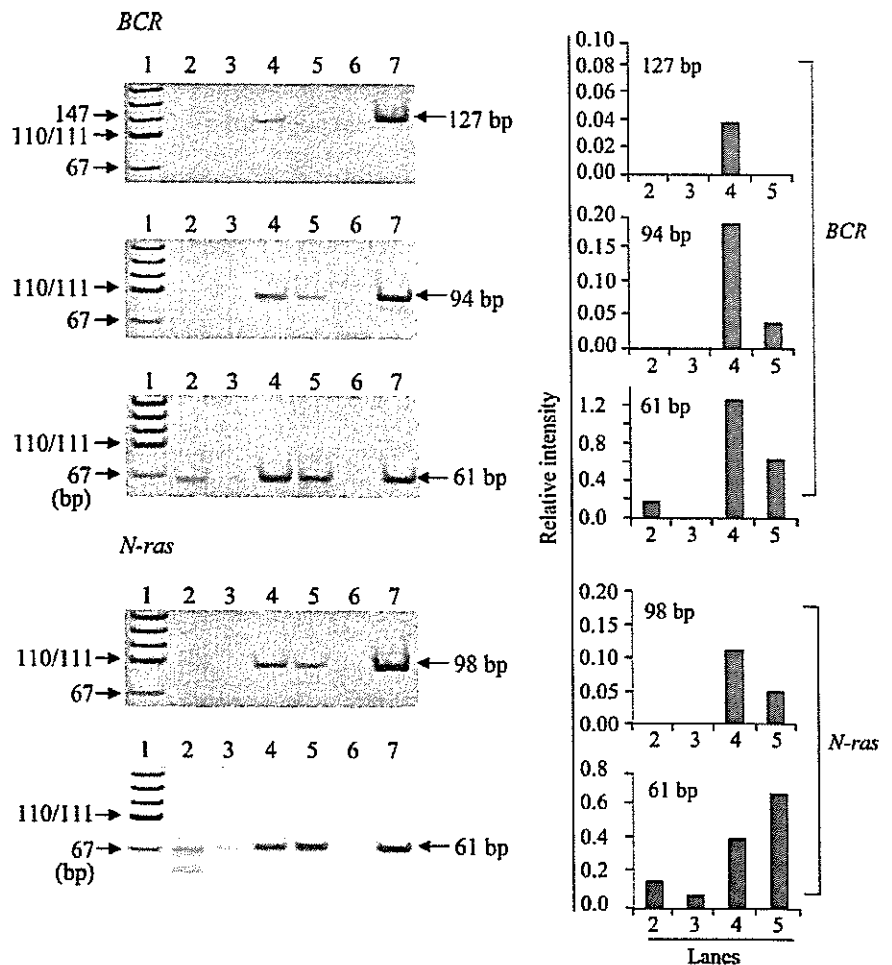 BCR
1 2 3 4 5 6 7
147
110/111
67
127 bp
1 2 3 4 5 6 7
110/111
67
94 bp
1 2 3 4 5 6 7
110/111
67
(bp)
61 bp
N-ras
1 2 3 4 5 6 7
110/111
67
98 bp
1 2 3 4 5 6 7
110/111
67
(bp)
61 bp
Relative intensity
0.10
0.08
0.06
0.04
0.02
0.00
127 bp
2 3 4 5
0.20
0.15
0.10
0.05
0.00
94 bp
2 3 4 5
1.2
0.8
0.4
0.0
61 bp
2 3 4 5
BCR
0.20
0.15
0.10
0.05
0.00
98 bp
2 3 4 5
0.8
0.6
0.4
0.2
0.0
61 bp
2 3 4 5
N-ras
Lanes